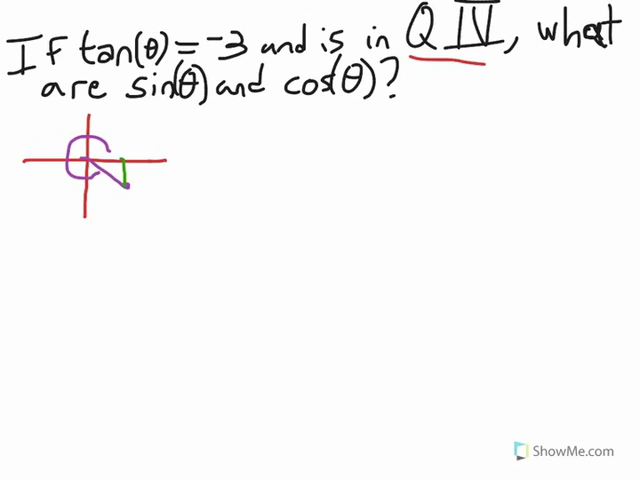 If tan(θ) = -3 and is in Q IV, what
are sin(θ) and cos(θ)?
ShowMe.com